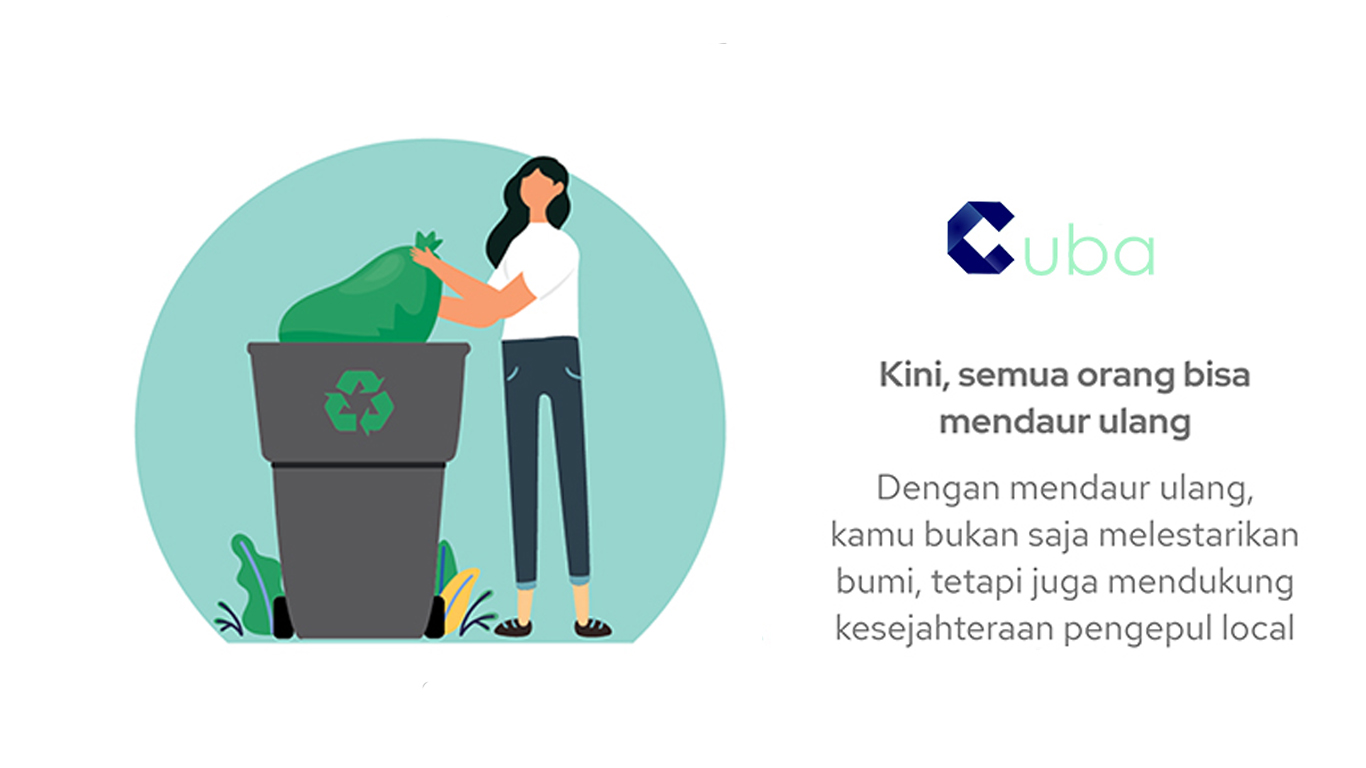 Cuba
Kini, semua orang bisa
mendaur ulang
Dengan mendaur ulang,
kamu bukan saja melestarikan
bumi, tetapi juga mendukung
kesejahteraan pengepul local